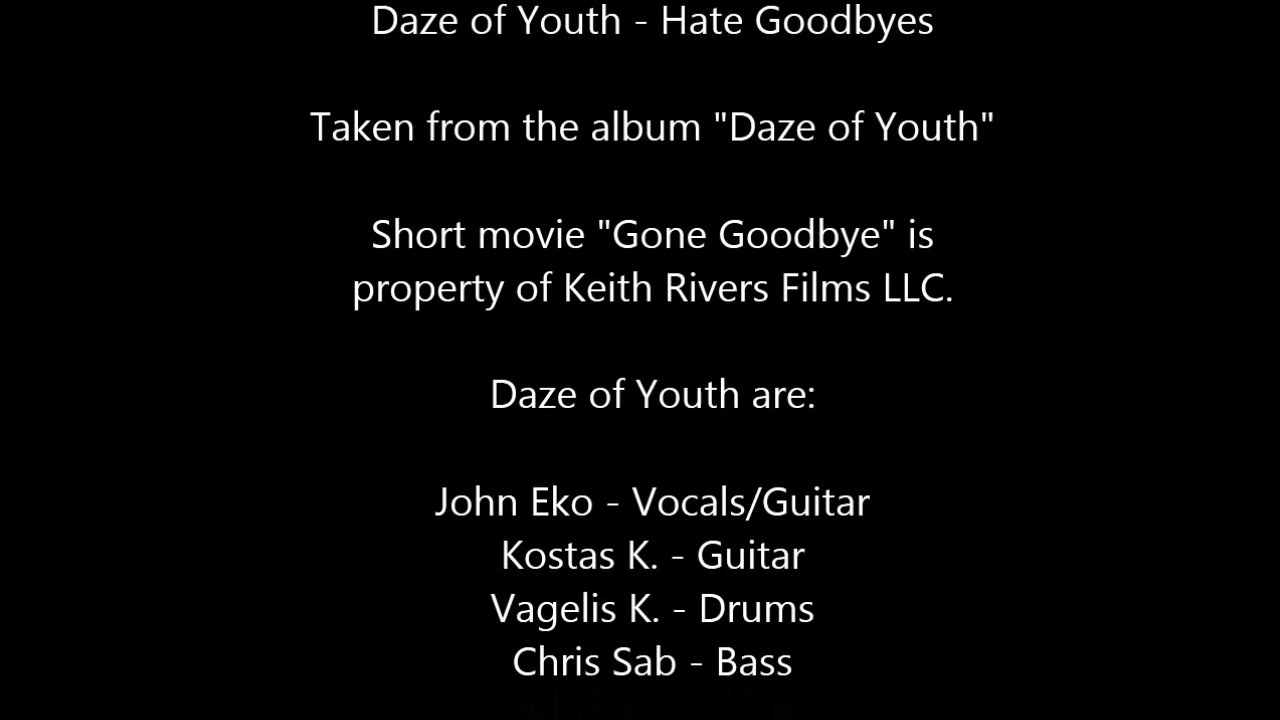 Daze of Youth - Hate Goodbyes
Taken from the album "Daze of Youth"
Short movie "Gone Goodbye" is
property of Keith Rivers Films LLC.
Daze of Youth are:
John Eko - Vocals/Guitar
Kostas K. - Guitar
Vagelis K. - Drums
Chris Sab - Bass